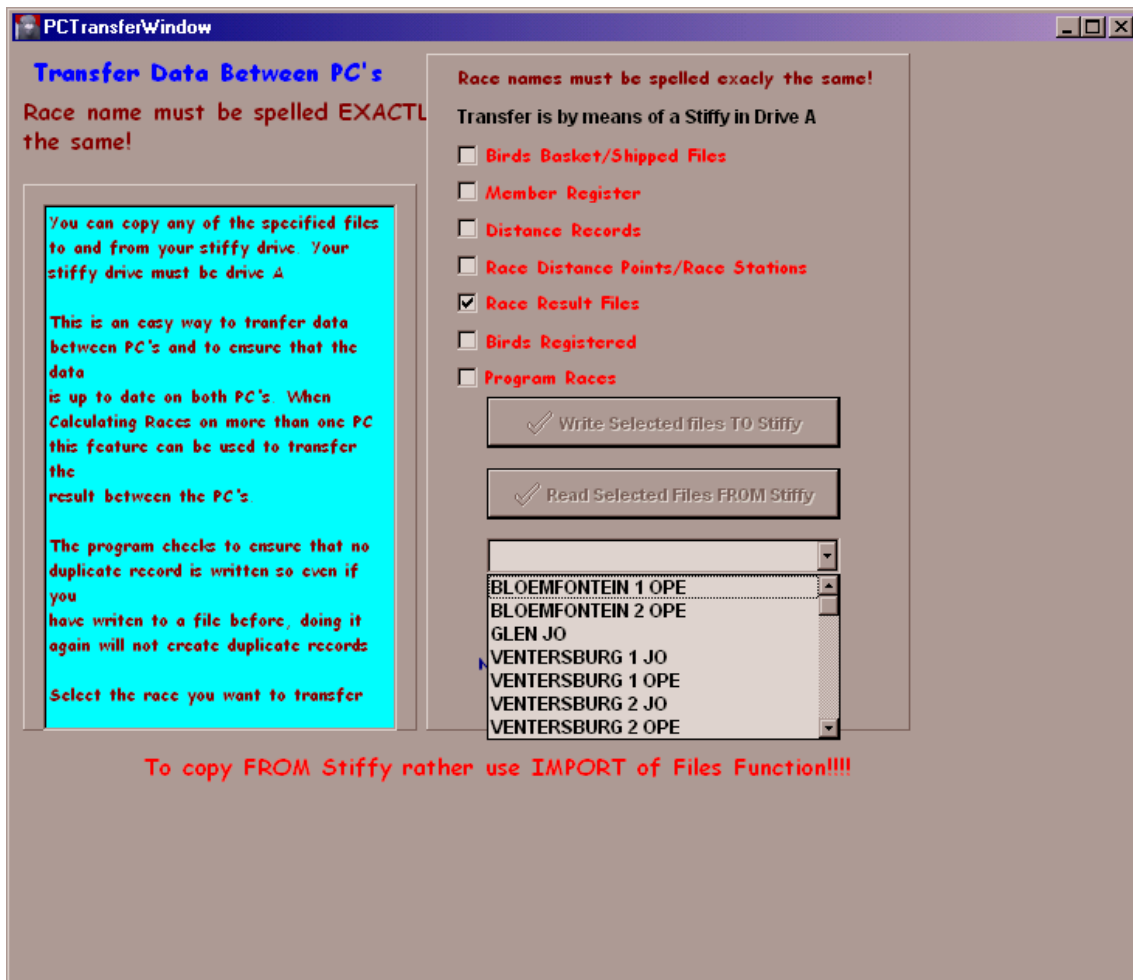 PCTransferWindow
Transfer Data Between PC's
Race name must be spelled EXACTL
the same!
You can copy any of the specified files
to and from your stiffy drive. Your
stiffy drive must be drive A
This is an easy way to tranfer data
between PC's and to ensure that the
data
is up to date on both PC's. When
Calculating Races on more than one PC
this feature can be used to transfer
the
result between the PC's.
The program checks to ensure that no
duplicate record is written so even if
you
have writen to a file before, doing it
again will not create duplicate records
Select the race you want to transfer
Race names must be spelled exacly the same!
Transfer is by means of a Stiffy in Drive A
Birds Basket/Shipped Files
Member Register
Distance Records
Race Distance Points/Race Stations
Race Result Files
Birds Registered
Program Races
Write Selected files TO Stiffy
Read Selected Files FROM Stiffy
BLOEMFONTEIN 1 OPE
BLOEMFONTEIN 2 OPE
GLEN JO
VENTERSBURG 1 JO
VENTERSBURG 1 OPE
VENTERSBURG 2 JO
VENTERSBURG 2 OPE
To copy FROM Stiffy rather use IMPORT of Files Function!!!!